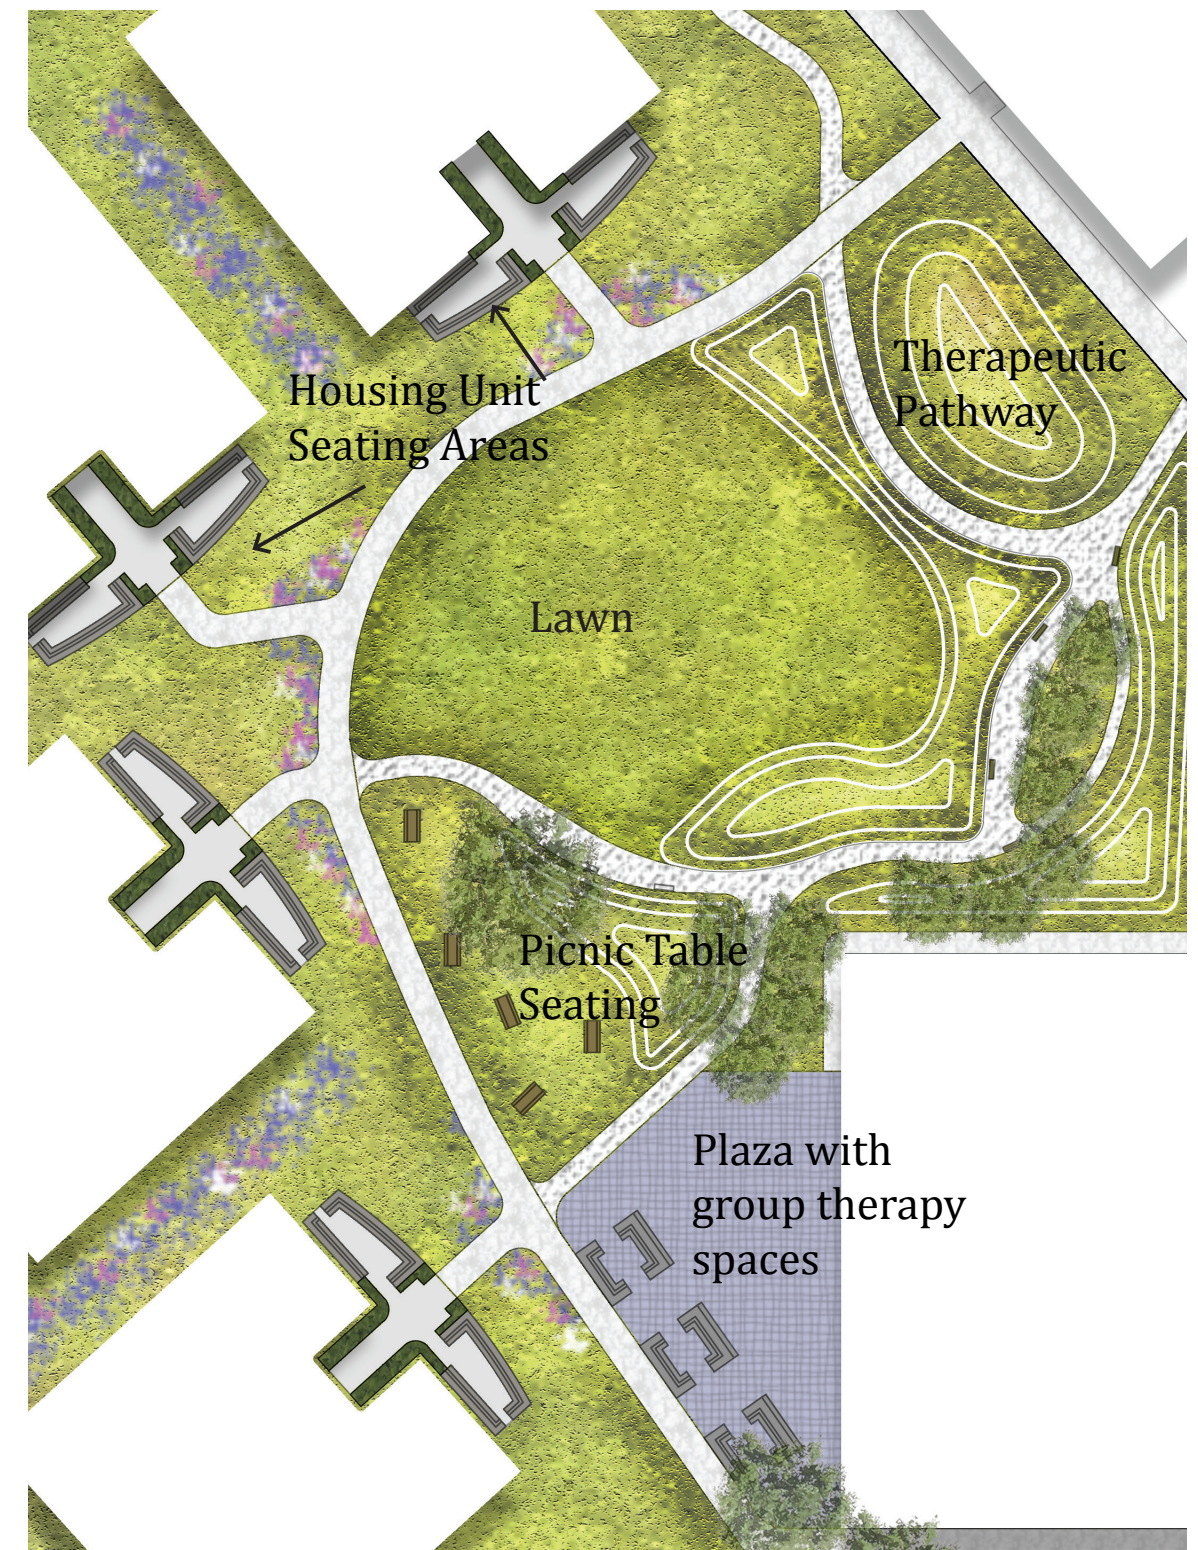 Therapeutic
Pathway
Housing Unit
Seating Areas
Lawn
Picnic Table
Seating
Plaza with
group therapy
spaces